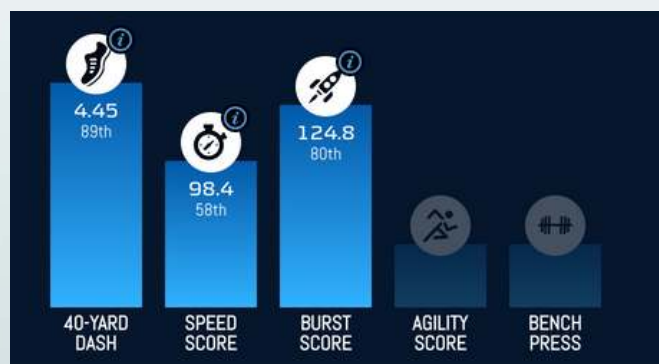 i
4.45
89th
i
98.4
58th
i
124.8
80th
40-YARD
DASH
SPEED
SCORE
BURST
SCORE
AGILITY
SCORE
BENCH
PRESS